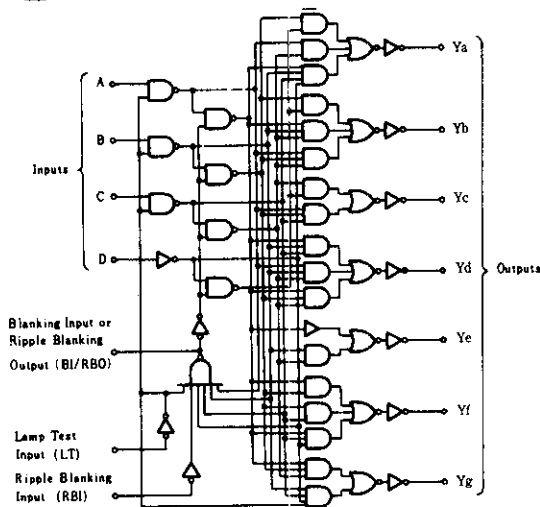 A
Ya
B
Yb
Inputs
C
Yc
D
Yd
Outputs
Blanking Input or
Ripple Blanking
Output (BI/RBO)
Ye
Lamp Test
Input (LT)
Yf
Ripple Blanking
Input (RBI)
Yg